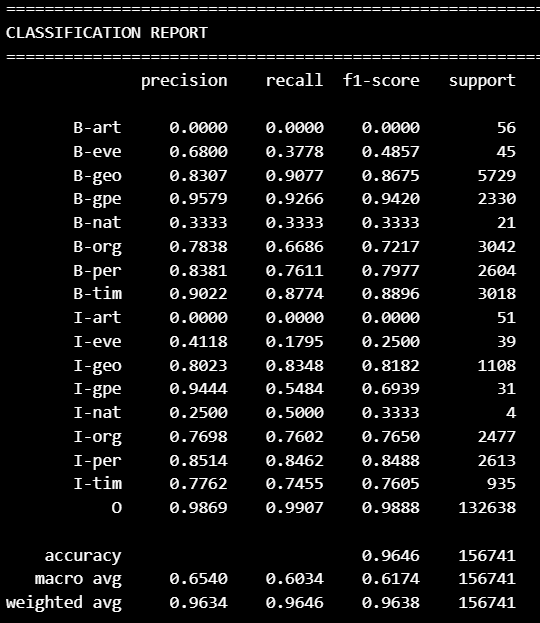 ================================================
CLASSIFICATION REPORT
================================================
precision recall f1-score support
B-art 0.0000 0.0000 0.0000 56
B-eve 0.6800 0.3778 0.4857 45
B-geo 0.8307 0.9077 0.8675 5729
B-gpe 0.9579 0.9266 0.9420 2330
B-nat 0.3333 0.3333 0.3333 21
B-org 0.7838 0.6686 0.7217 3042
B-per 0.8381 0.7611 0.7977 2604
B-tim 0.9022 0.8774 0.8896 3018
I-art 0.0000 0.0000 0.0000 51
I-eve 0.4118 0.1795 0.2500 39
I-geo 0.8023 0.8348 0.8182 1108
I-gpe 0.9444 0.5484 0.6939 31
I-nat 0.2500 0.5000 0.3333 4
I-org 0.7698 0.7602 0.7650 2477
I-per 0.8514 0.8462 0.8488 2613
I-tim 0.7762 0.7455 0.7605 935
O 0.9869 0.9907 0.9888 132638
accuracy 0.9646 156741
macro avg 0.6540 0.6034 0.6174 156741
weighted avg 0.9634 0.9646 0.9638 156741